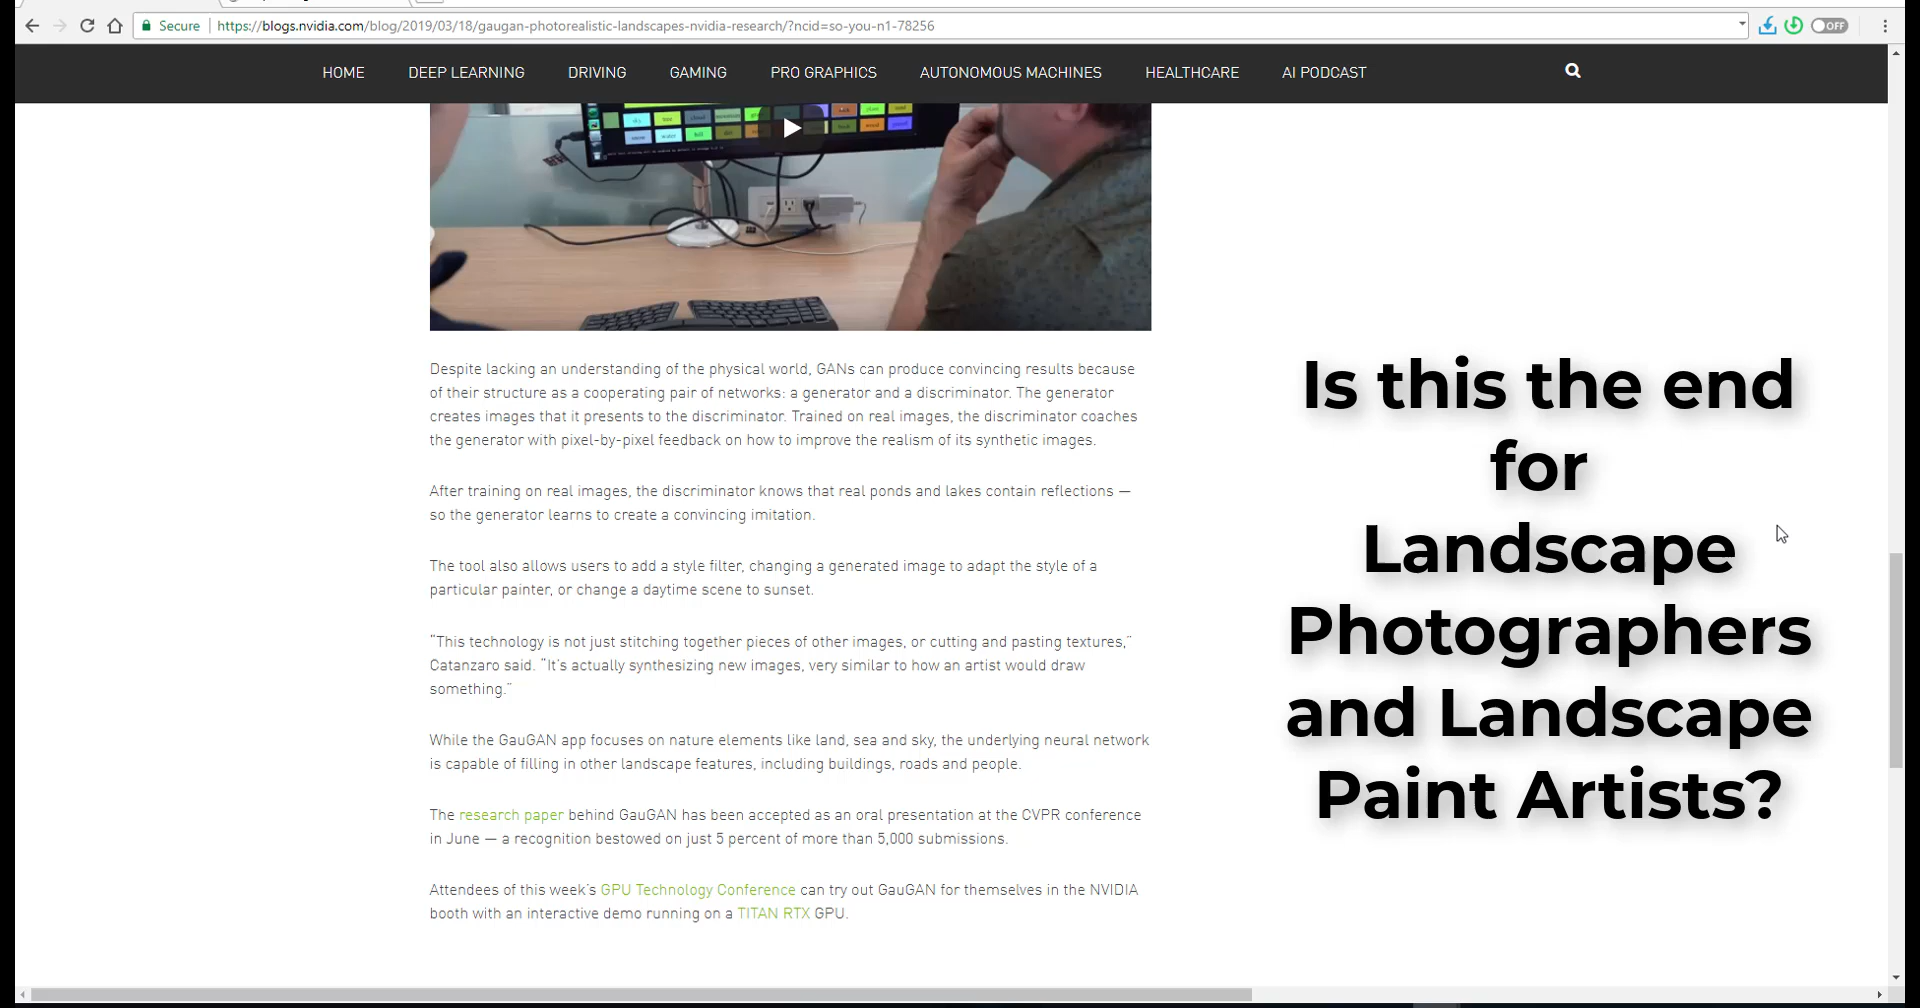 Secure https://blogs.nvidia.com/blog/2019/03/18/gaugan-photorealistic-landscapes-nvidia-research/?ncid=so-you-n1-78256 OFF
HOME DEEP LEARNING DRIVING GAMING PRO GRAPHICS AUTONOMOUS MACHINES HEALTHCARE AI PODCAST
Despite lacking an understanding of the physical world, GANs can produce convincing results because
of their structure as a cooperating pair of networks: a generator and a discriminator. The generator
creates images that it presents to the discriminator. Trained on real images, the discriminator coaches
the generator with pixel-by-pixel feedback on how to improve the realism of its synthetic images.
After training on real images, the discriminator knows that real ponds and lakes contain reflections —
so the generator learns to create a convincing imitation.
The tool also allows users to add a style filter, changing a generated image to adapt the style of a
particular painter, or change a daytime scene to sunset.
“This technology is not just stitching together pieces of other images, or cutting and pasting textures,”
Catanzaro said. “It’s actually synthesizing new images, very similar to how an artist would draw
something.”
While the GauGAN app focuses on nature elements like land, sea and sky, the underlying neural network
is capable of filling in other landscape features, including buildings, roads and people.
The research paper behind GauGAN has been accepted as an oral presentation at the CVPR conference
in June — a recognition bestowed on just 5 percent of more than 5,000 submissions.
Attendees of this week’s GPU Technology Conference can try out GauGAN for themselves in the NVIDIA
booth with an interactive demo running on a TITAN RTX GPU.
Is this the end
for
Landscape
Photographers
and Landscape
Paint Artists?